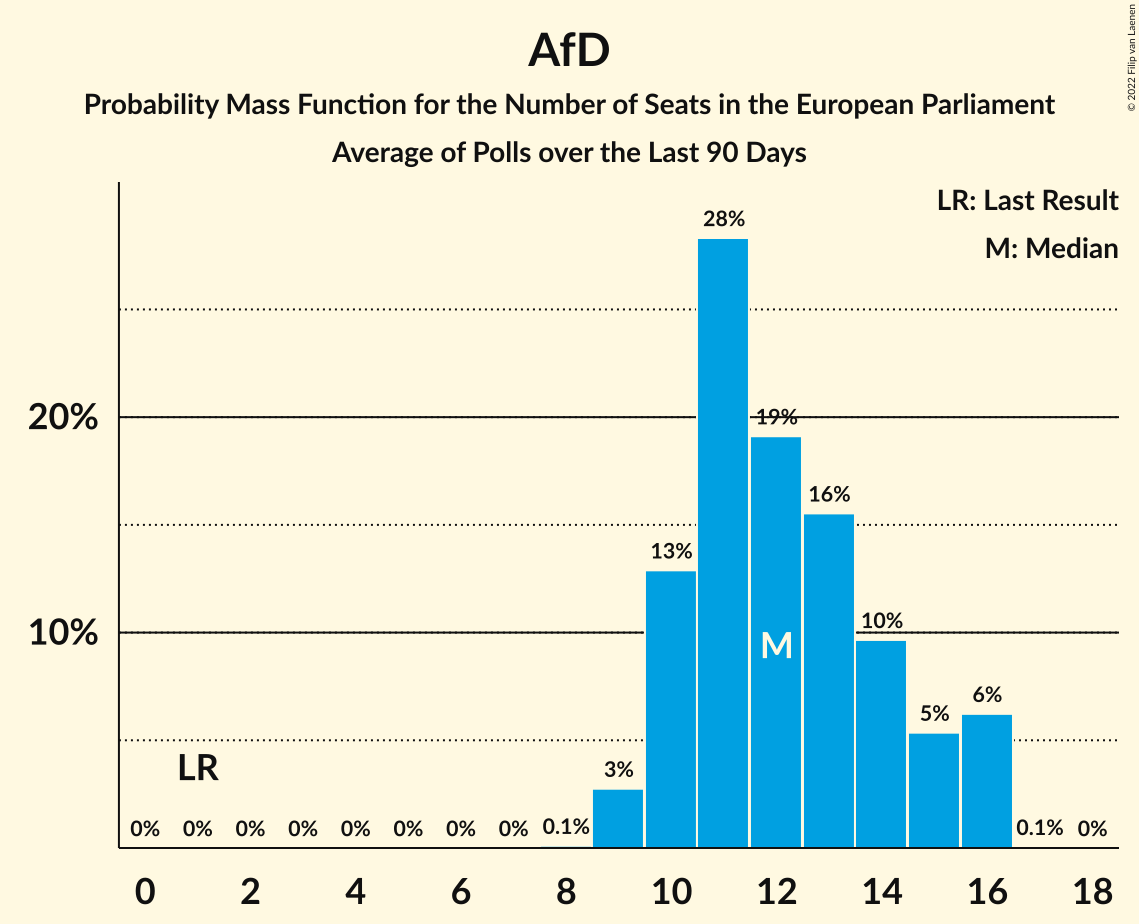 AfD
Probability Mass Function for the Number of Seats in the European Parliament
Average of Polls over the Last 90 Days
© 2022 Filip van Laenen
LR: Last Result
M: Median
28%
20%
19%
16%
13%
10%
10%
M
6%
5%
LR
3%
0% 0% 0% 0% 0% 0% 0% 0% 0.1% 0.1% 0%
0 2 4 6 8 10 12 14 16 18